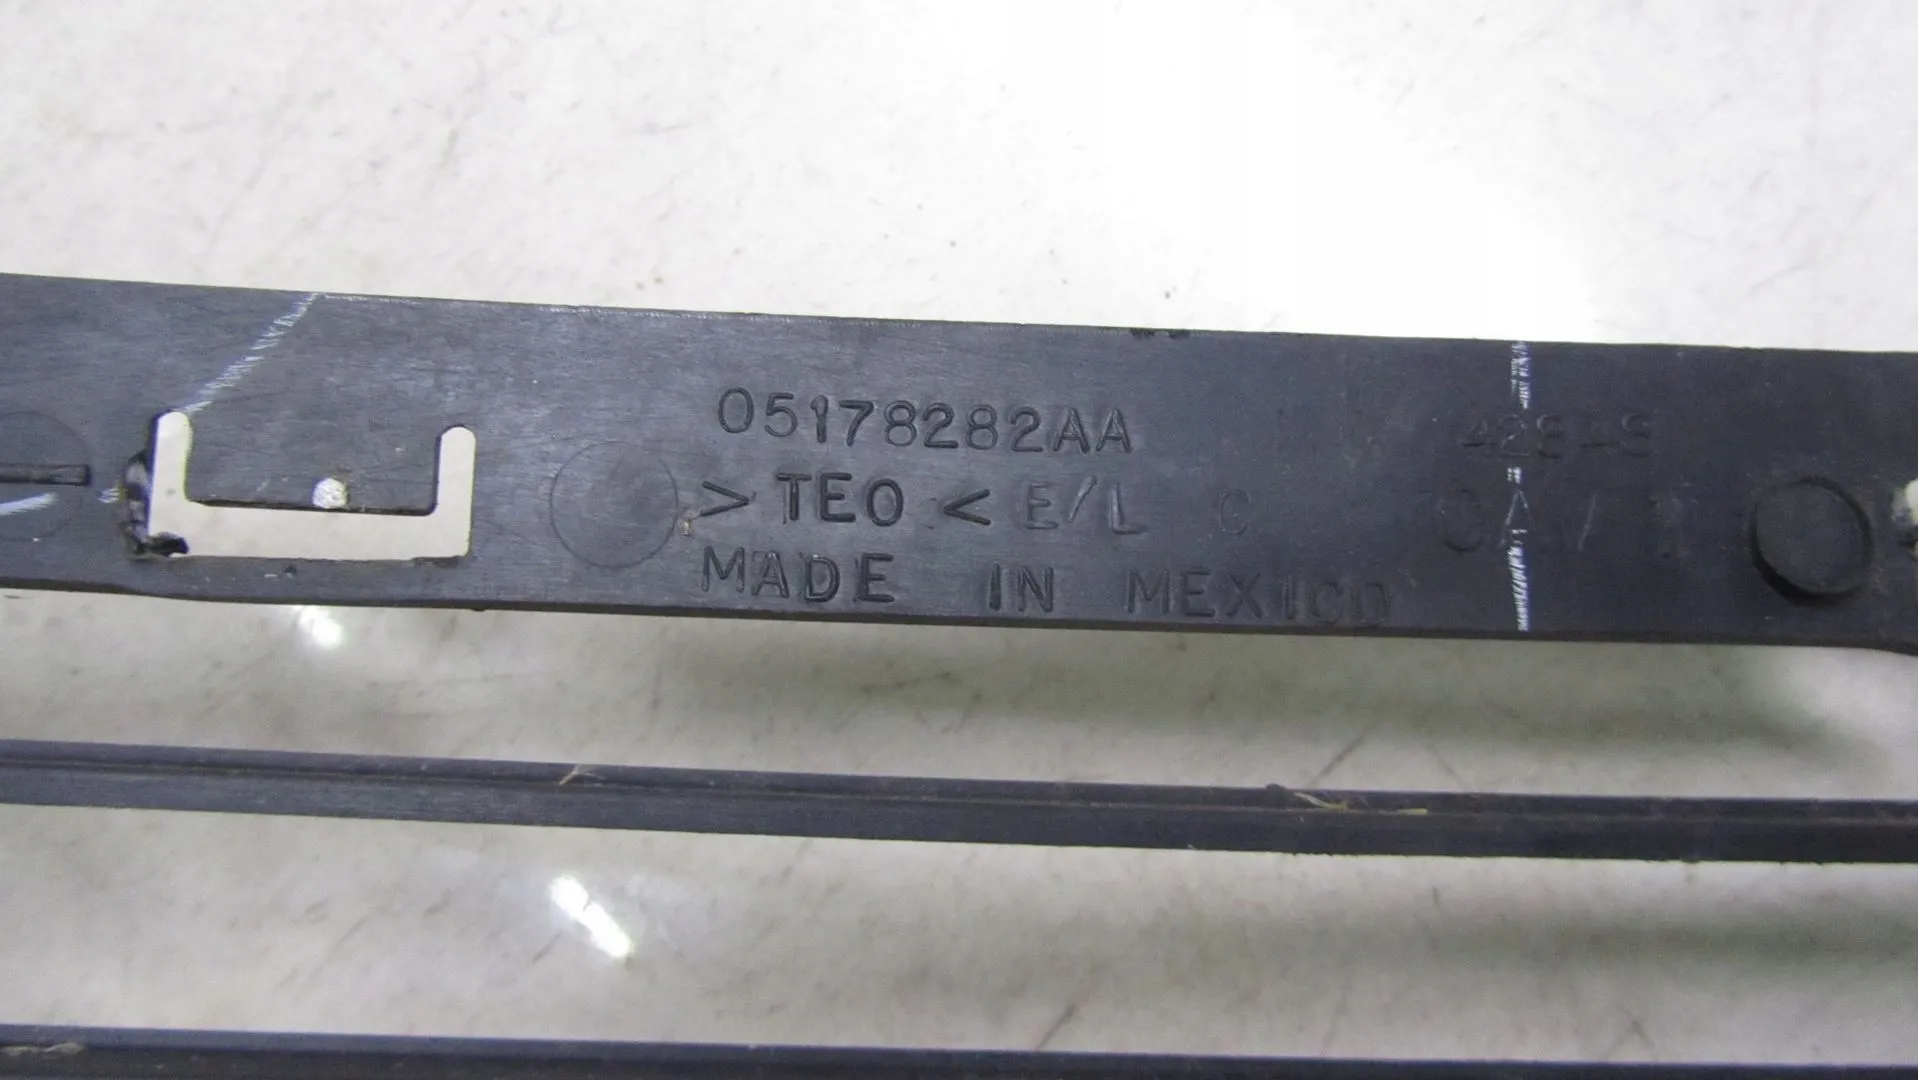 05178282AA
> TEO < E/L C
MADE IN MEXICO